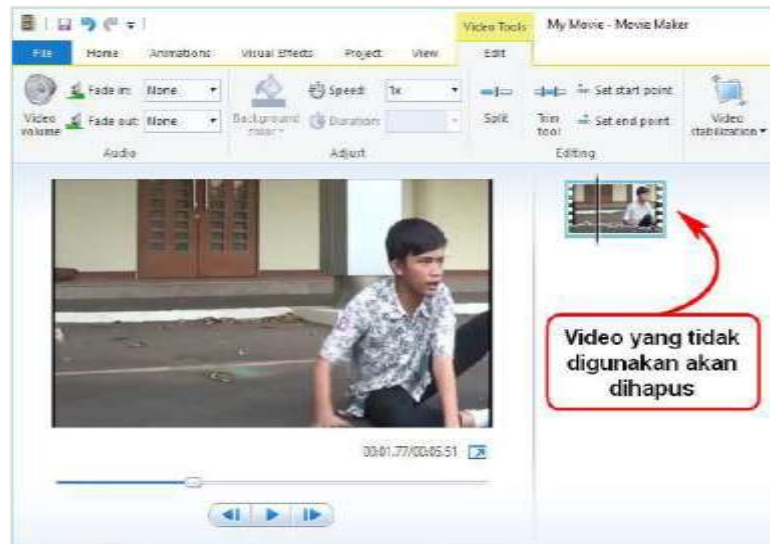 Video Tools My Movie - Movie Maker
File Home Animations Visual Effects Project View Edit
Video volume
Fade in: None
Fade out: None
Audio
Background color
Speed: 1x
Duration:
Adjust
Split
Trim tool
Set start point
Set end point
Editing
Video stabilization
Video yang tidak
digunakan akan
dihapus
00:01.77/00:05.51